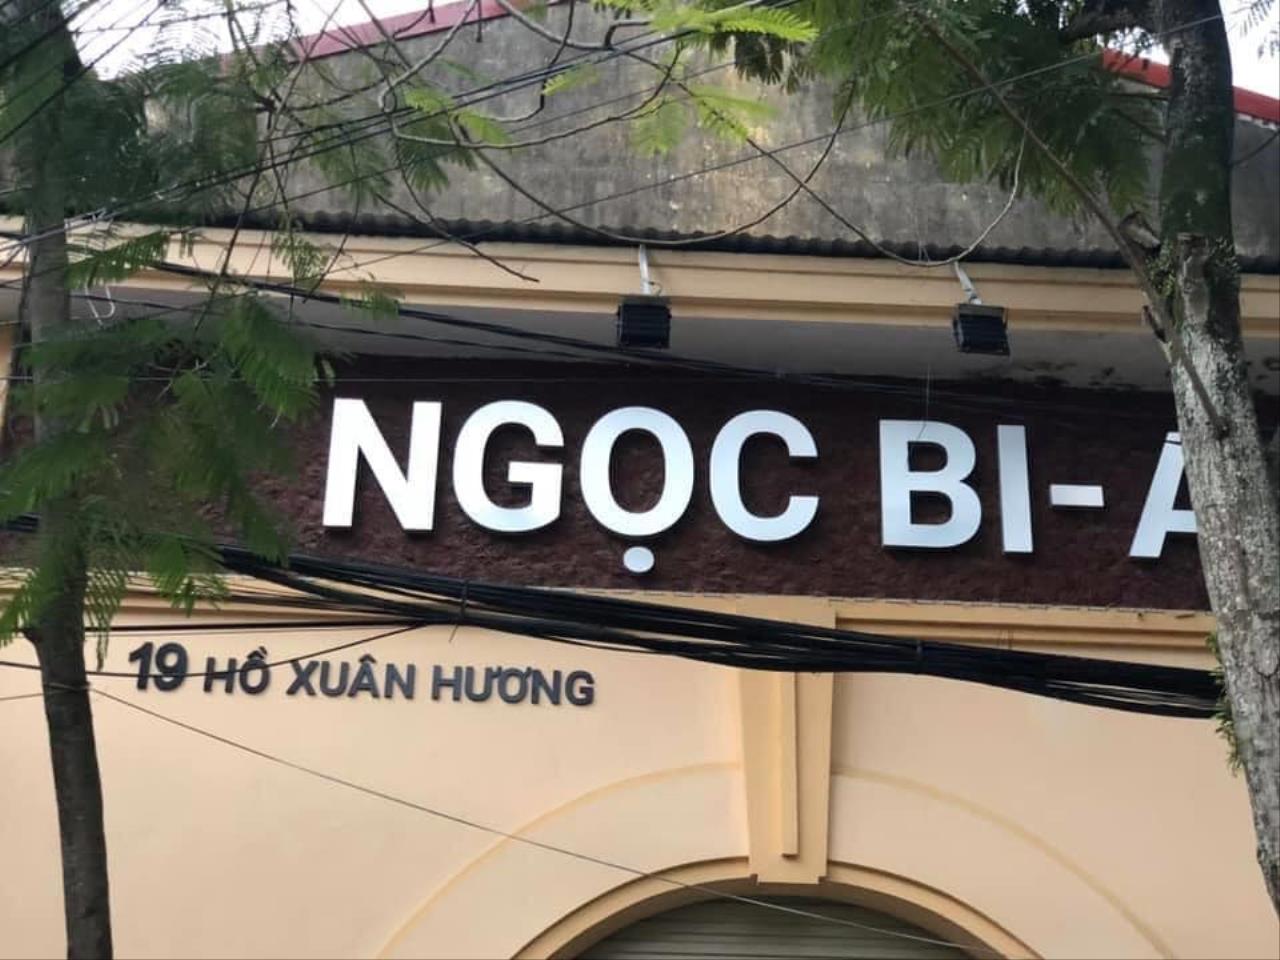 NGỌC BI-
19 HỒ XUÂN HƯƠNG